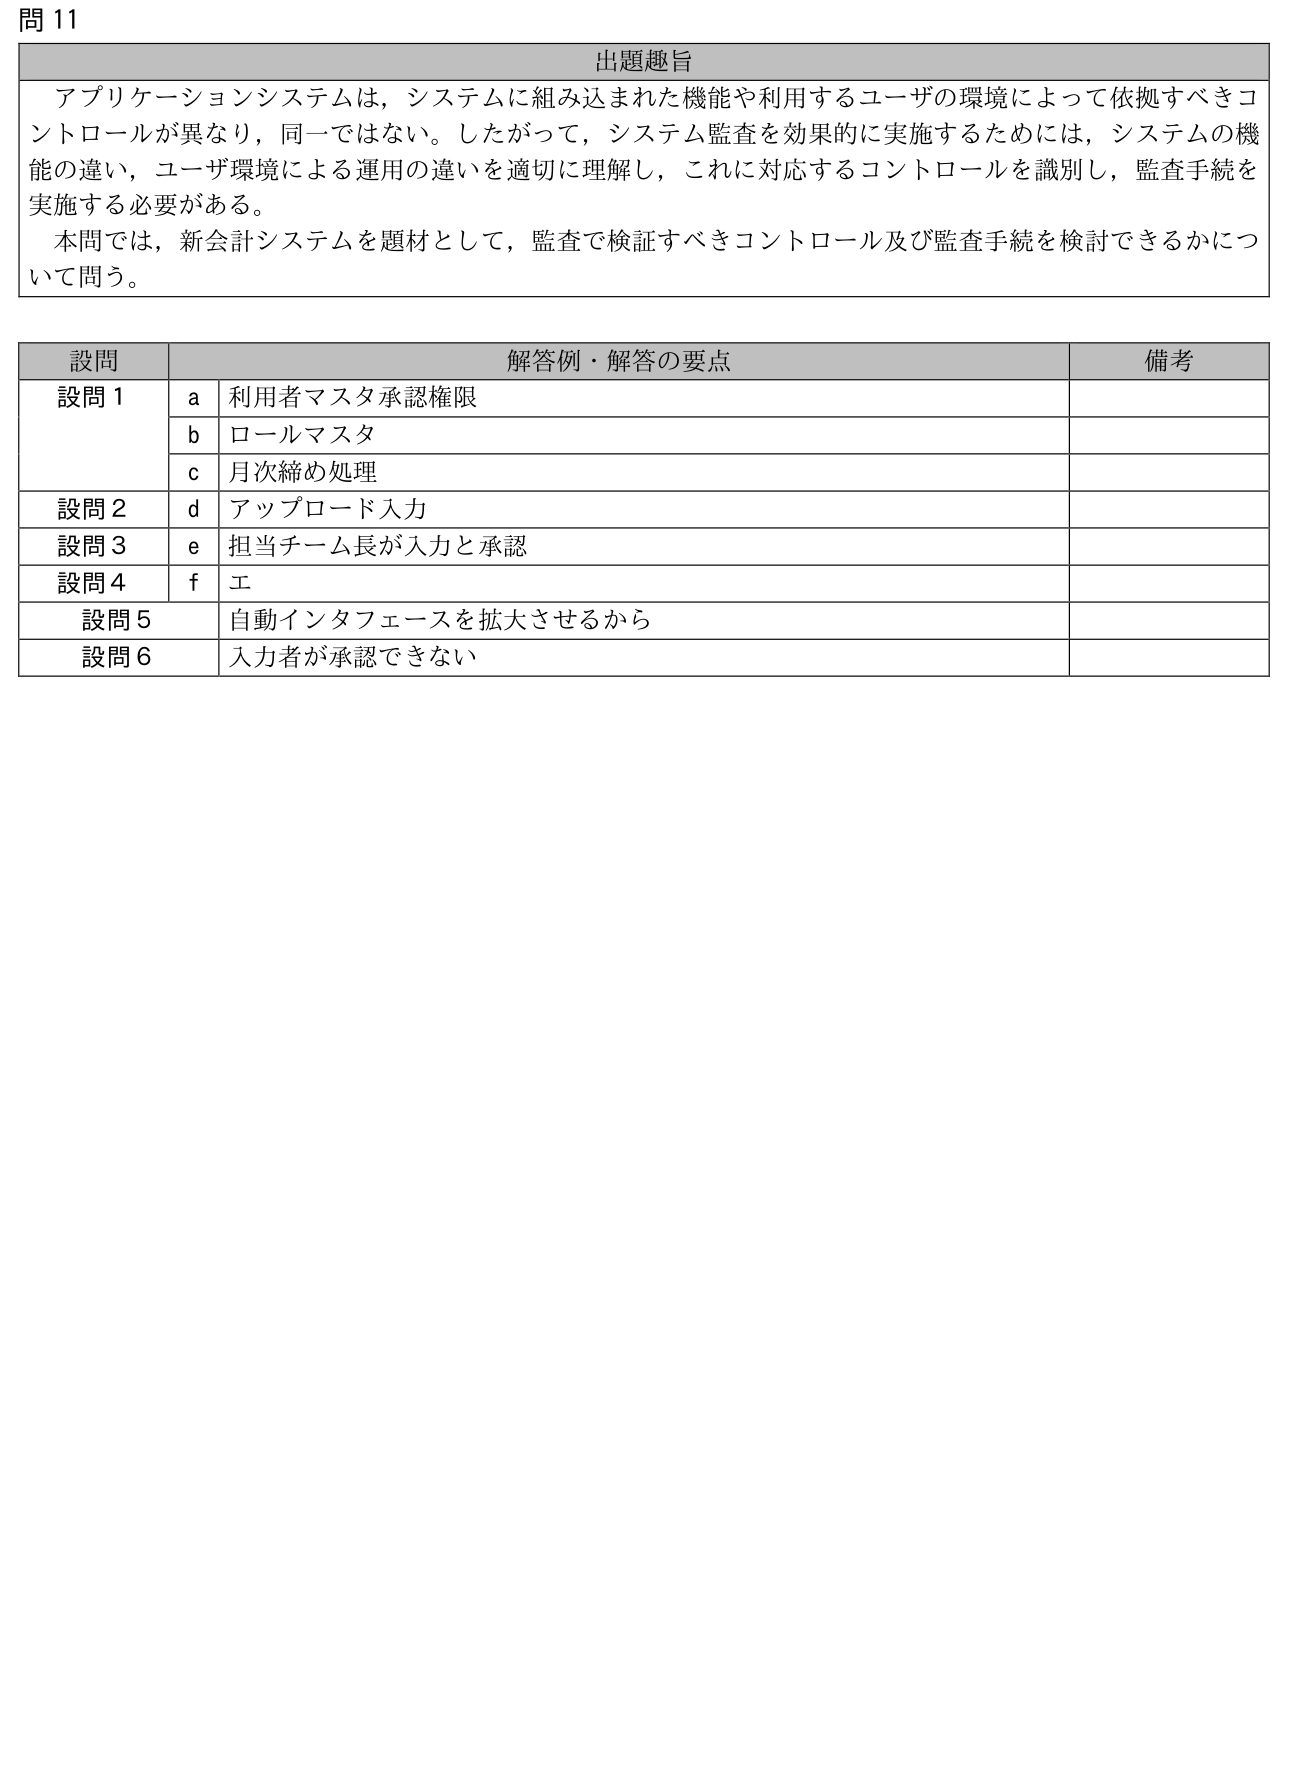 問 11
出題趣旨
　アプリケーションシステムは，システムに組み込まれた機能や利用するユーザの環境によって依拠すべきコ
ントロールが異なり，同一ではない。したがって，システム監査を効果的に実施するためには，システムの機
能の違い，ユーザ環境による運用の違いを適切に理解し，これに対応するコントロールを識別し，監査手続を
実施する必要がある。
　本問では，新会計システムを題材として，監査で検証すべきコントロール及び監査手続を検討できるかにつ
いて問う。
設問 解答例・解答の要点 備考
設問1 a 利用者マスタ承認権限
b ロールマスタ
c 月次締め処理
設問2 d アップロード入力
設問3 e 担当チーム長が入力と承認
設問4 f エ
設問5 自動インタフェースを拡大させるから
設問6 入力者が承認できない